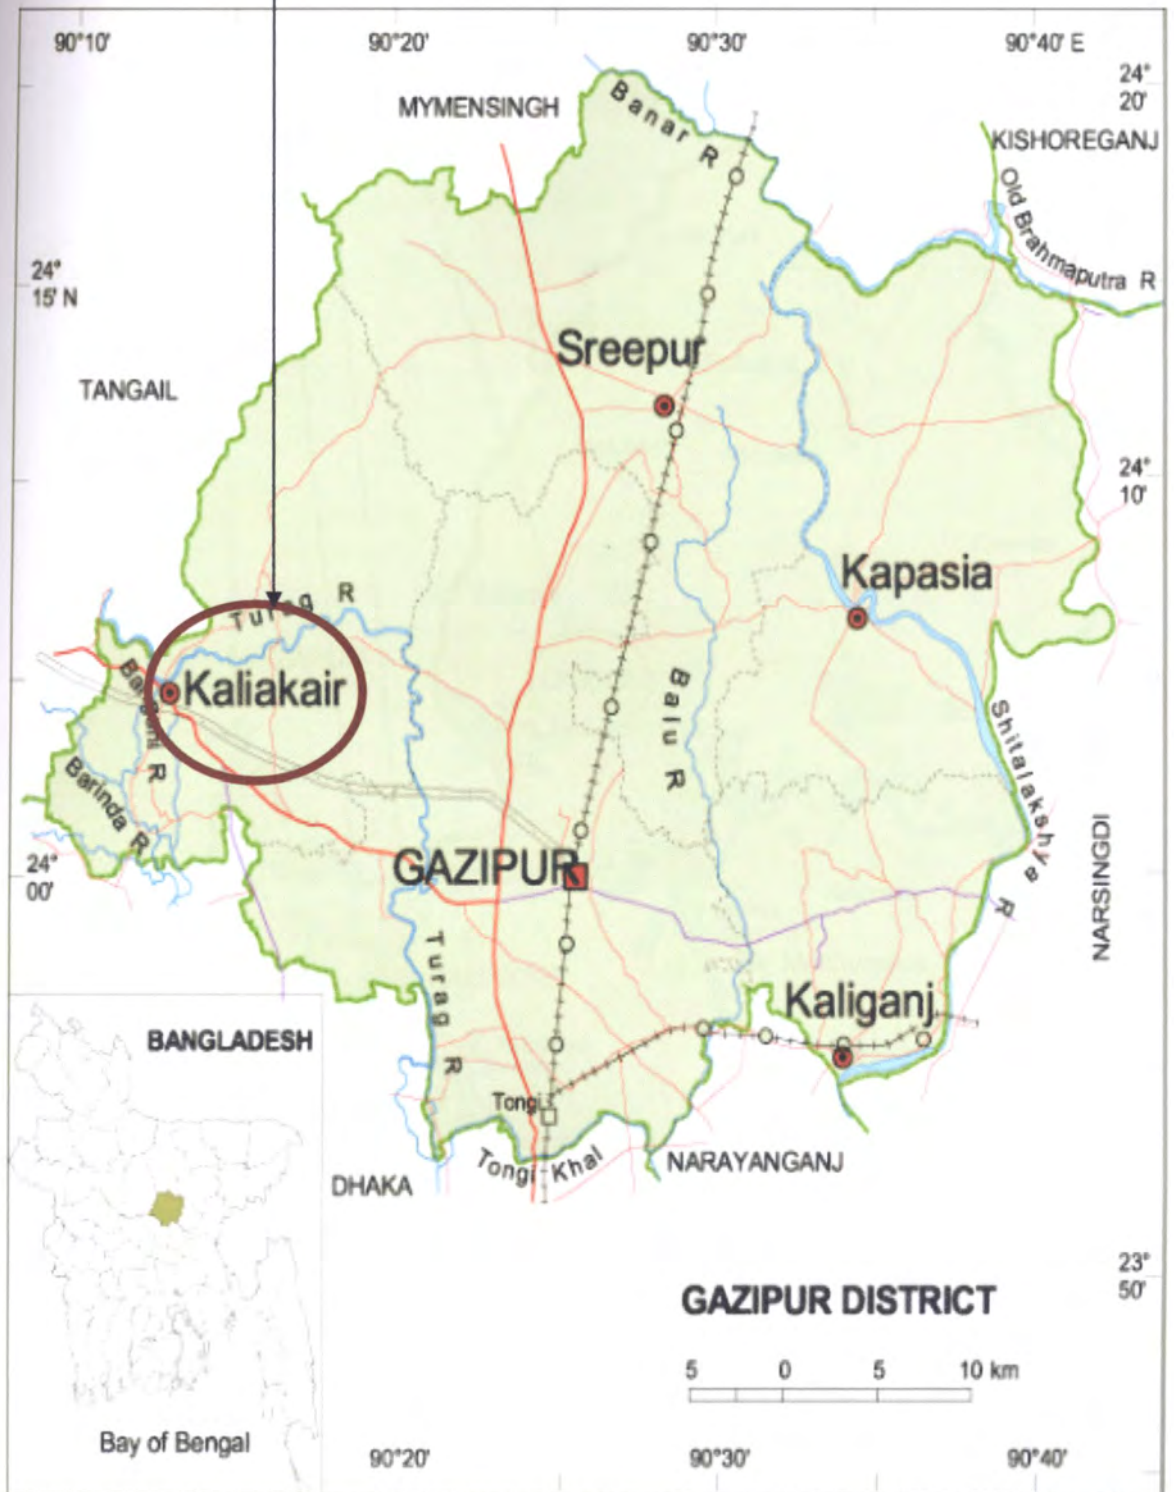 90°10'
90°20'
90°30'
90°40' E
24°
20'
MYMENSINGH
Banar R
KISHOREGANJ
Old Brahmaputra R
24°
15' N
Sreepur
TANGAIL
24°
10'
Kapasia
Turag R
Kaliakair
Bangshi R
Balu R
Shitalakshya R
Barinda R
NARSINGDI
24°
00'
GAZIPUR
Turag R
Kaliganj
BANGLADESH
Tongi
Tongi Khal
NARAYANGANJ
DHAKA
23°
50'
GAZIPUR DISTRICT
5 0 5 10 km
Bay of Bengal
90°20'
90°30'
90°40'